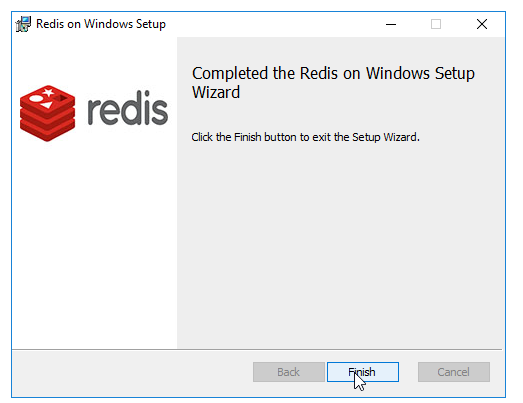 Redis on Windows Setup
redis
Completed the Redis on Windows Setup
Wizard
Click the Finish button to exit the Setup Wizard.
Back
Finish
Cancel